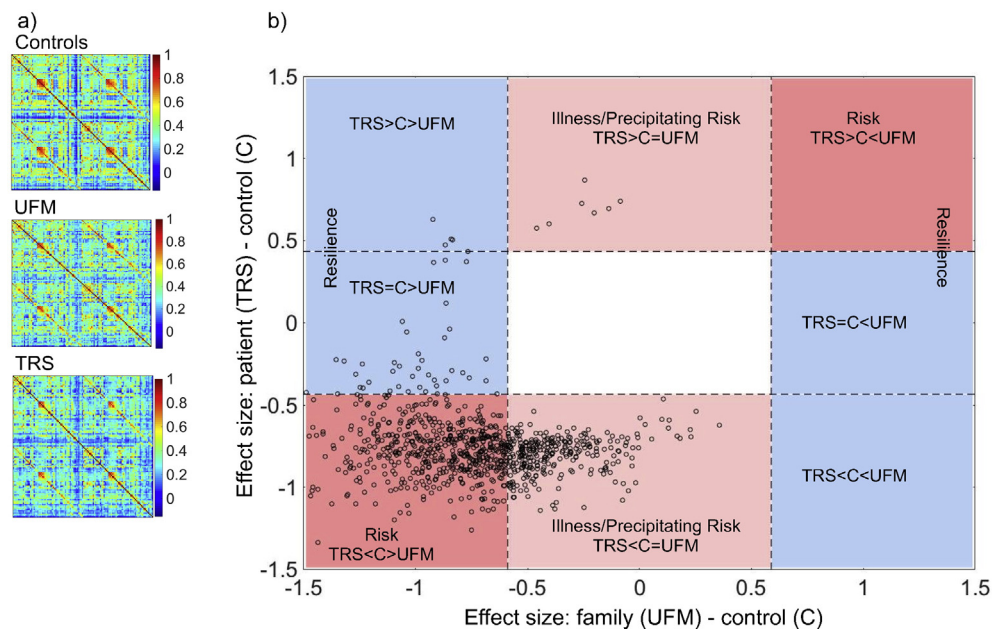 a)
Controls
1
0.8
0.6
0.4
0.2
0
UFM
1
0.8
0.6
0.4
0.2
0
TRS
1
0.8
0.6
0.4
0.2
0
b)
Effect size: patient (TRS) - control (C)
1.5
1
0.5
0
-0.5
-1
-1.5
TRS>C>UFM
Illness/Precipitating Risk
TRS>C=UFM
Risk
TRS>C<UFM
Resilience
Resilience
TRS=C>UFM
TRS=C<UFM
TRS<C<UFM
Risk
TRS<C>UFM
Illness/Precipitating Risk
TRS<C=UFM
-1.5
-1
-0.5
0
0.5
1
1.5
Effect size: family (UFM) - control (C)